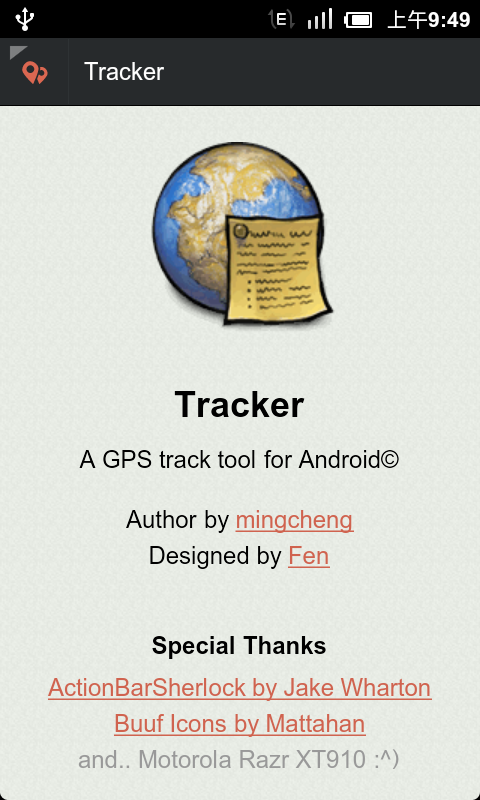 E
上午9:49
Tracker
Tracker
A GPS track tool for Android©
Author by mingcheng
Designed by Fen
Special Thanks
ActionBarSherlock by Jake Wharton
Buuf Icons by Mattahan
and.. Motorola Razr XT910 :^)